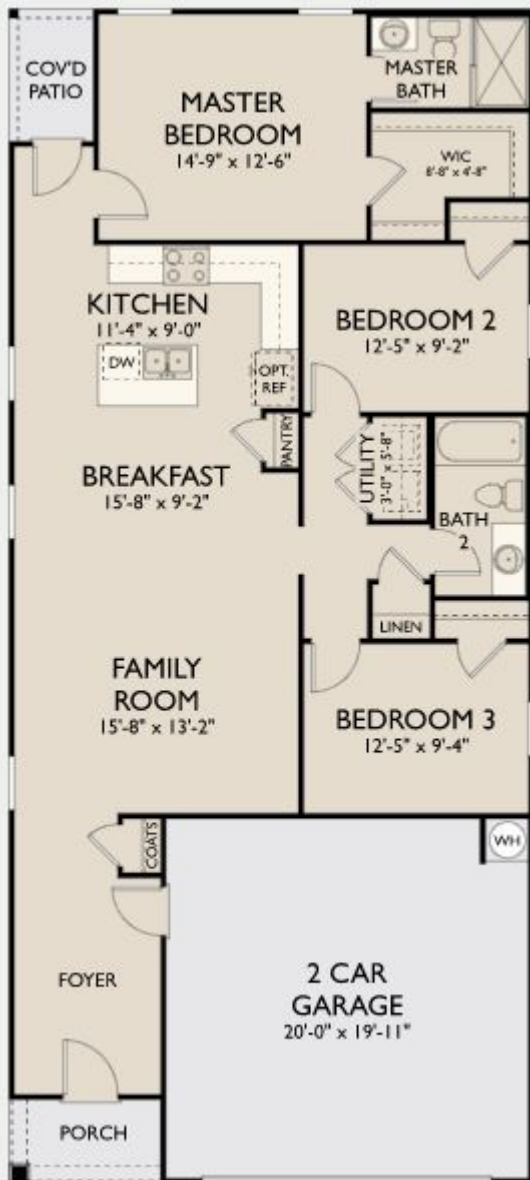 COV'D
PATIO
MASTER
BEDROOM
14'-9" x 12'-6"
MASTER
BATH
WIC
8'-8" x 4'-8"
KITCHEN
11'-4" x 9'-0"
DW
OPT.
REF
BEDROOM 2
12'-5" x 9'-2"
PANTRY
UTILITY
3'-0" x 5'-8"
BREAKFAST
15'-8" x 9'-2"
BATH
2
LINEN
FAMILY
ROOM
15'-8" x 13'-2"
BEDROOM 3
12'-5" x 9'-4"
COATS
WH
FOYER
2 CAR
GARAGE
20'-0" x 19'-11"
PORCH